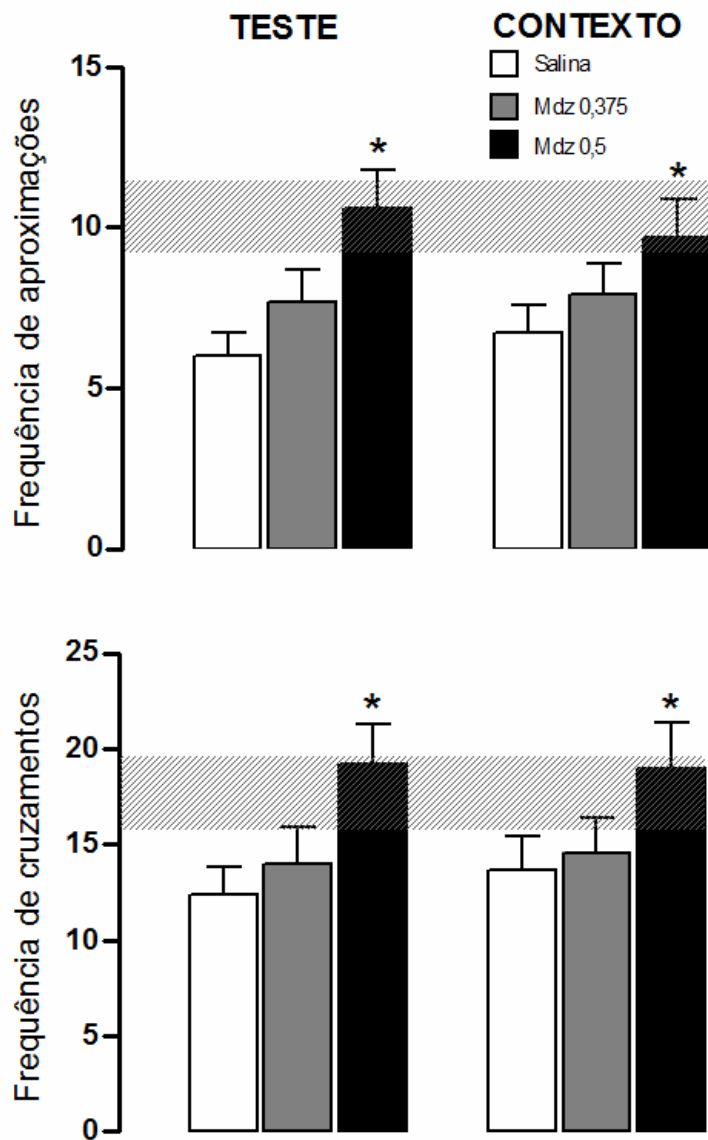 TESTE
CONTEXTO
Salina
Mdz 0,375
Mdz 0,5
Frequência de aproximações
15
10
5
0
*
*
Frequência de cruzamentos
25
20
15
10
5
0
*
*